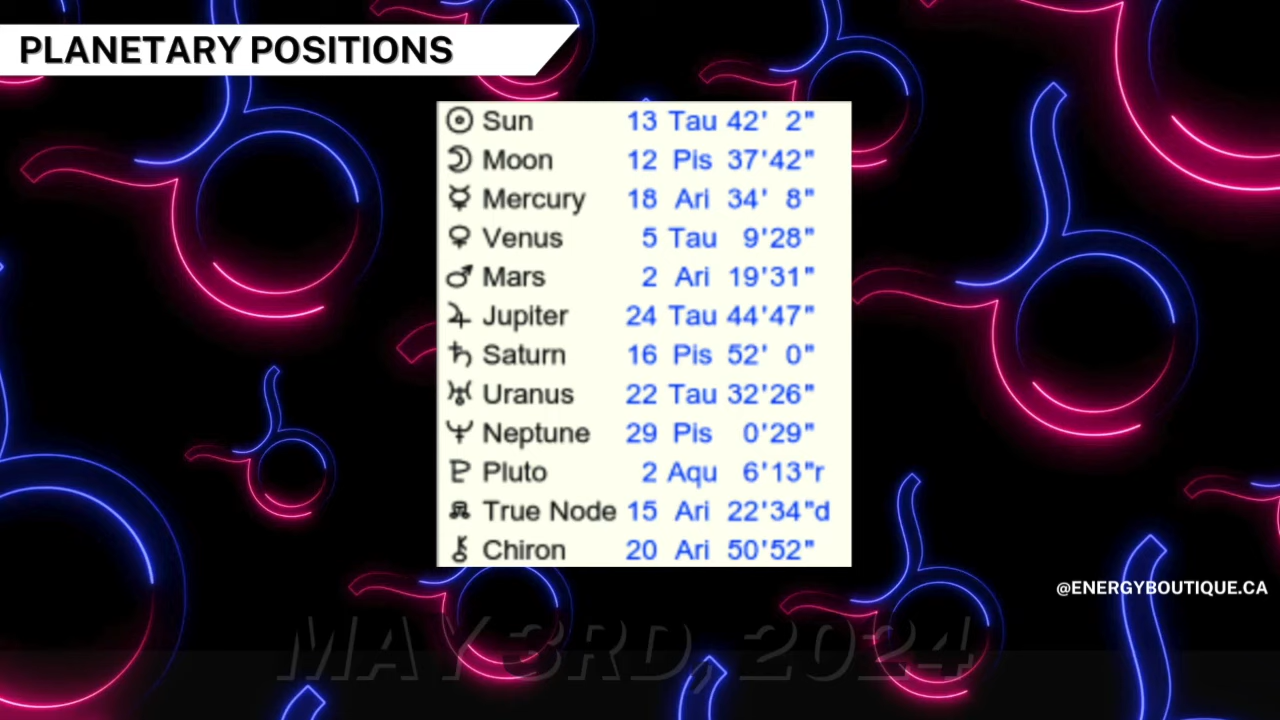 PLANETARY POSITIONS
☉ Sun 13 Tau 42' 2"
☽ Moon 12 Pis 37'42"
☿ Mercury 18 Ari 34' 8"
♀ Venus 5 Tau 9'28"
♂ Mars 2 Ari 19'31"
♃ Jupiter 24 Tau 44'47"
♄ Saturn 16 Pis 52' 0"
♅ Uranus 22 Tau 32'26"
♆ Neptune 29 Pis 0'29"
♇ Pluto 2 Aqu 6'13"r
☊ True Node 15 Ari 22'34"d
⚷ Chiron 20 Ari 50'52"
@ENERGYBOUTIQUE.CA
MAY 3RD, 2024